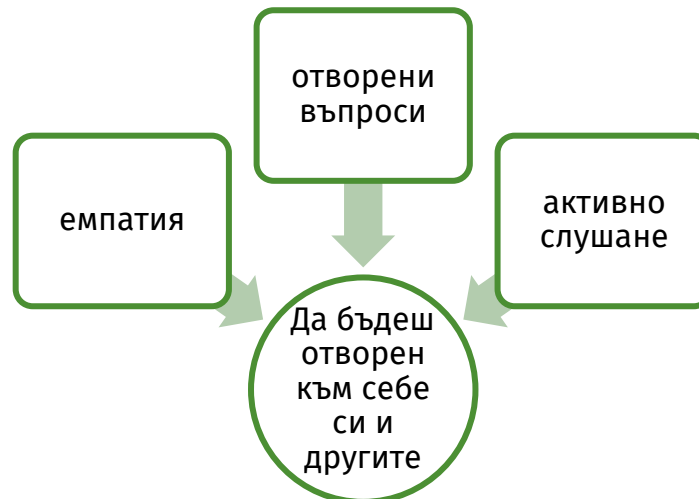 отворени
въпроси
емпатия
активно
слушане
Да бъдеш
отворен
към себе
си и
другите